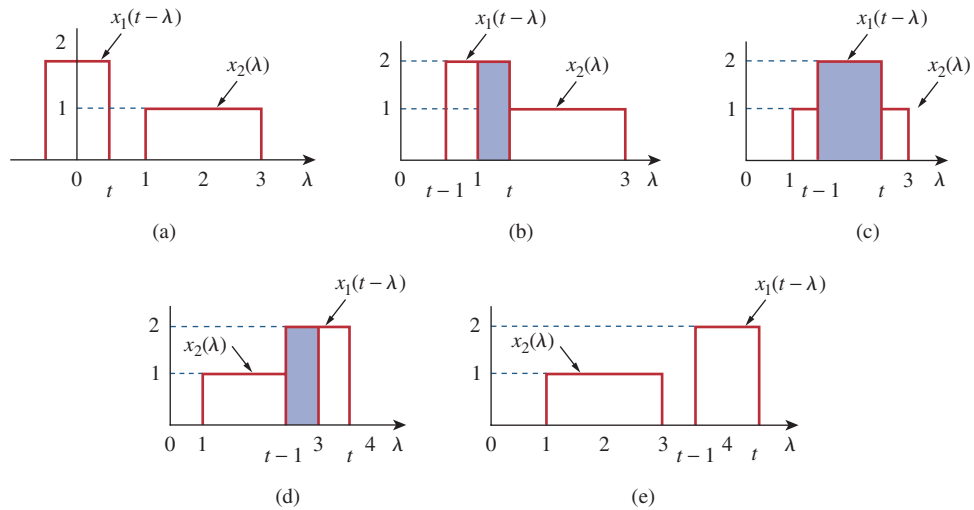 x₁(t − λ)
2
x₂(λ)
1
0 t 1 2 3 λ
(a)
x₁(t − λ)
2
x₂(λ)
1
0 t − 1 1 t 3 λ
(b)
x₁(t − λ)
2
x₂(λ)
1
0 1 t − 1 t 3 λ
(c)
x₁(t − λ)
2
x₂(λ)
1
0 1 t − 1 3 t 4 λ
(d)
x₁(t − λ)
2
x₂(λ)
1
0 1 2 3 t − 1 4 t λ
(e)